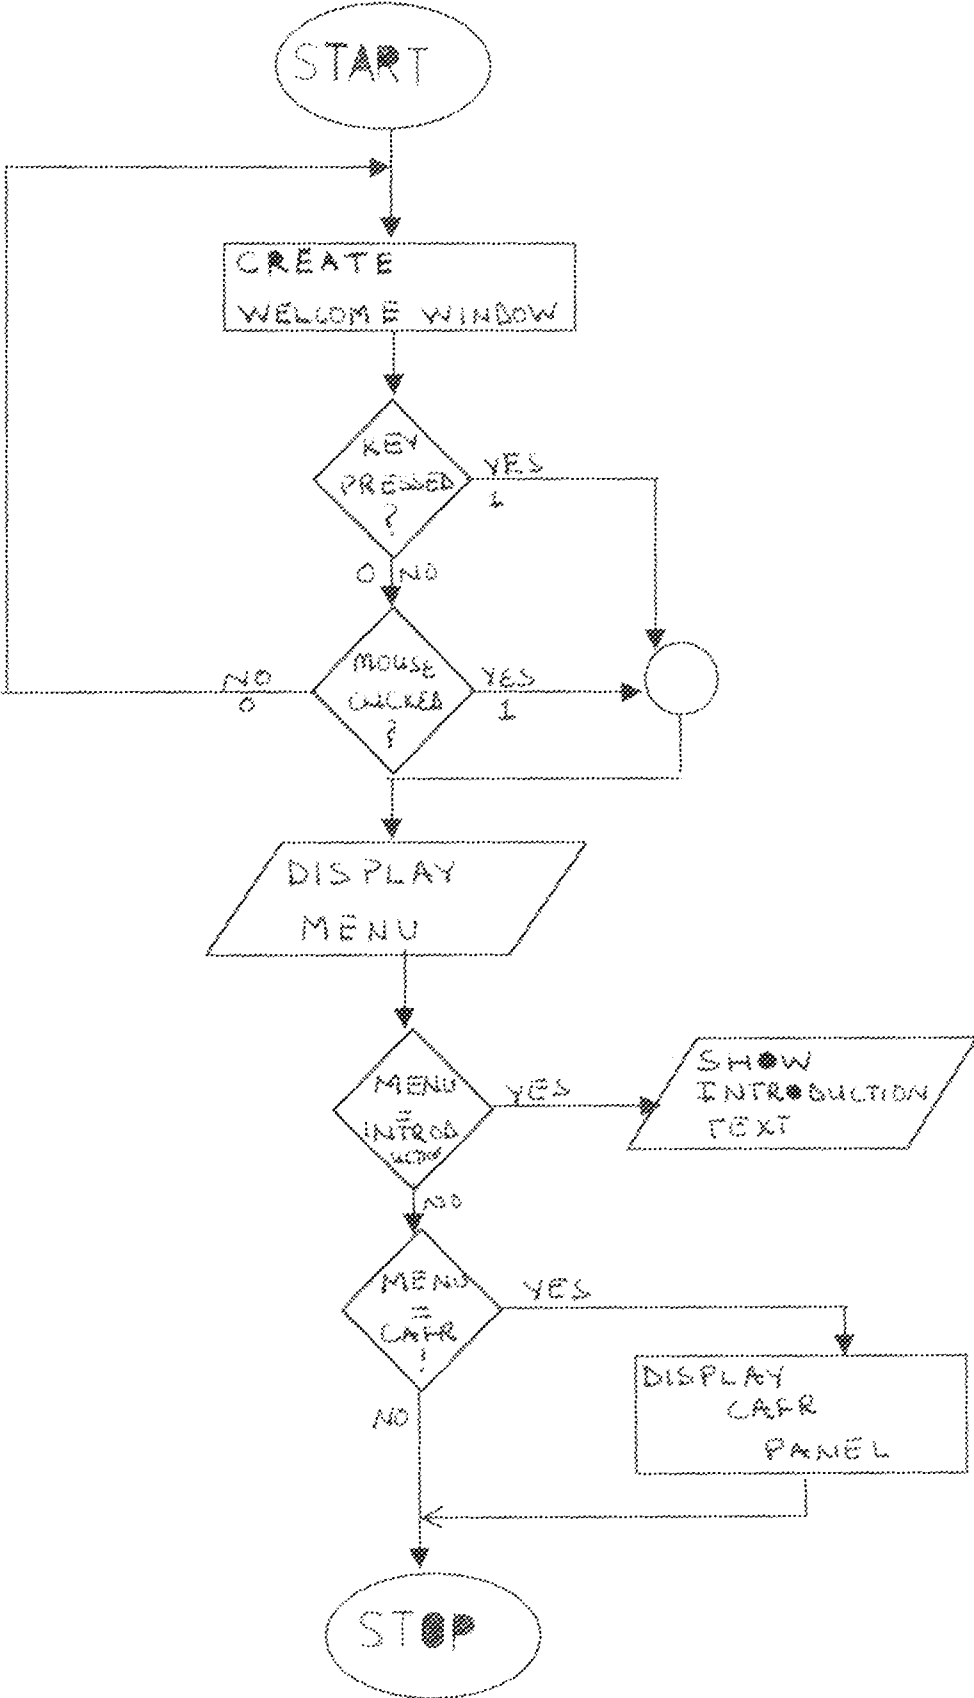 START
CREATE
WELCOME WINDOW
KEY
PRESSED
?
YES
1
0 NO
MOUSE
CLICKED
?
YES
1
NO
0
DISPLAY
MENU
MENU
=
INTROD
UCTION
YES
SHOW
INTRODUCTION
TEXT
NO
MENU
=
CAFR
?
YES
DISPLAY
CAFR
PANEL
NO
STOP